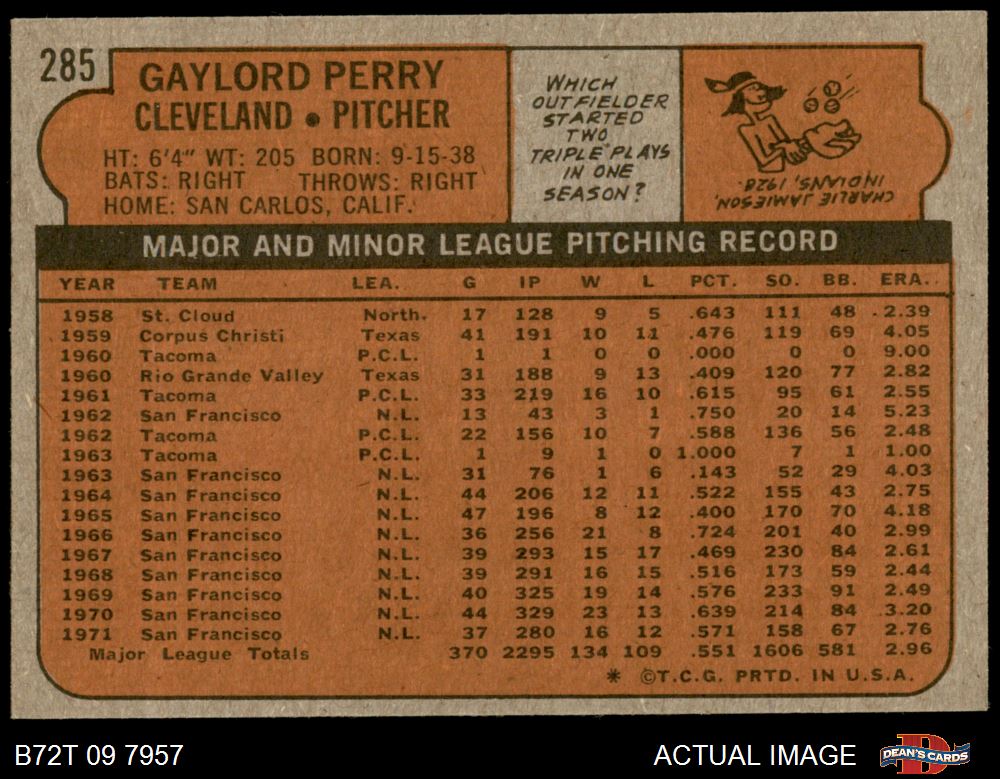 285
GAYLORD PERRY
CLEVELAND • PITCHER
HT: 6'4" WT: 205 BORN: 9-15-38
BATS: RIGHT THROWS: RIGHT
HOME: SAN CARLOS, CALIF.
WHICH
OUTFIELDER
STARTED
TWO
TRIPLE PLAYS
IN ONE
SEASON?
CHARLIE JAMIESON,
INDIANS, 1928.
MAJOR AND MINOR LEAGUE PITCHING RECORD
YEAR TEAM LEA. G IP W L PCT. SO. BB. ERA.
1958 St. Cloud North. 17 128 9 5 .643 111 48 2.39
1959 Corpus Christi Texas 41 191 10 11 .476 119 69 4.05
1960 Tacoma P.C.L. 1 1 0 0 .000 0 0 9.00
1960 Rio Grande Valley Texas 31 188 9 13 .409 120 77 2.82
1961 Tacoma P.C.L. 33 219 16 10 .615 95 61 2.55
1962 San Francisco N.L. 13 43 3 1 .750 20 14 5.23
1962 Tacoma P.C.L. 22 156 10 7 .588 136 56 2.48
1963 Tacoma P.C.L. 1 9 1 0 1.000 7 1 1.00
1963 San Francisco N.L. 31 76 1 6 .143 52 29 4.03
1964 San Francisco N.L. 44 206 12 11 .522 155 43 2.75
1965 San Francisco N.L. 47 196 8 12 .400 170 70 4.18
1966 San Francisco N.L. 36 256 21 8 .724 201 40 2.99
1967 San Francisco N.L. 39 293 15 17 .469 230 84 2.61
1968 San Francisco N.L. 39 291 16 15 .516 173 59 2.44
1969 San Francisco N.L. 40 325 19 14 .576 233 91 2.49
1970 San Francisco N.L. 44 329 23 13 .639 214 84 3.20
1971 San Francisco N.L. 37 280 16 12 .571 158 67 2.76
Major League Totals 370 2295 134 109 .551 1606 581 2.96
* ©T.C.G. PRTD. IN U.S.A.
B72T 09 7957
ACTUAL IMAGE
DEAN'S CARDS